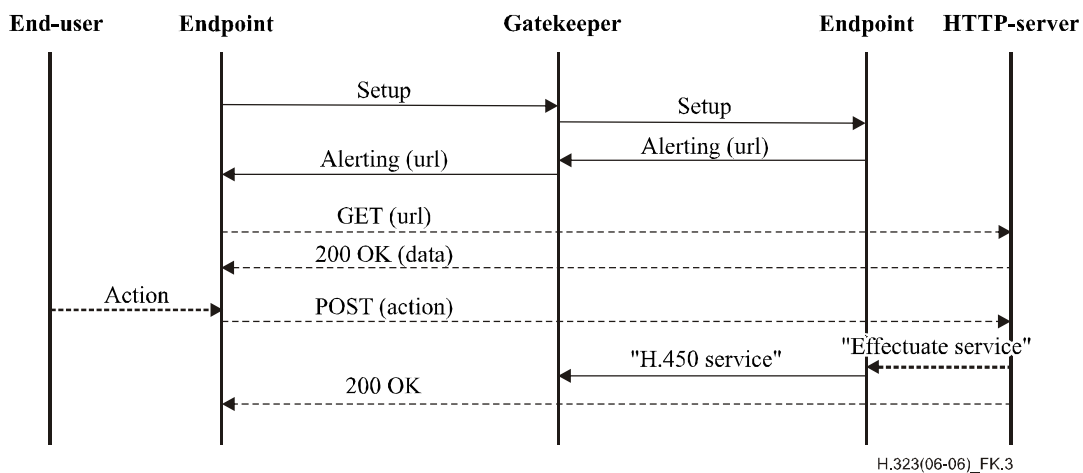 End-user Endpoint Gatekeeper Endpoint HTTP-server
Setup
Setup
Alerting (url)
Alerting (url)
GET (url)
200 OK (data)
Action
POST (action)
"Effectuate service"
"H.450 service"
200 OK
H.323(06-06)_FK.3